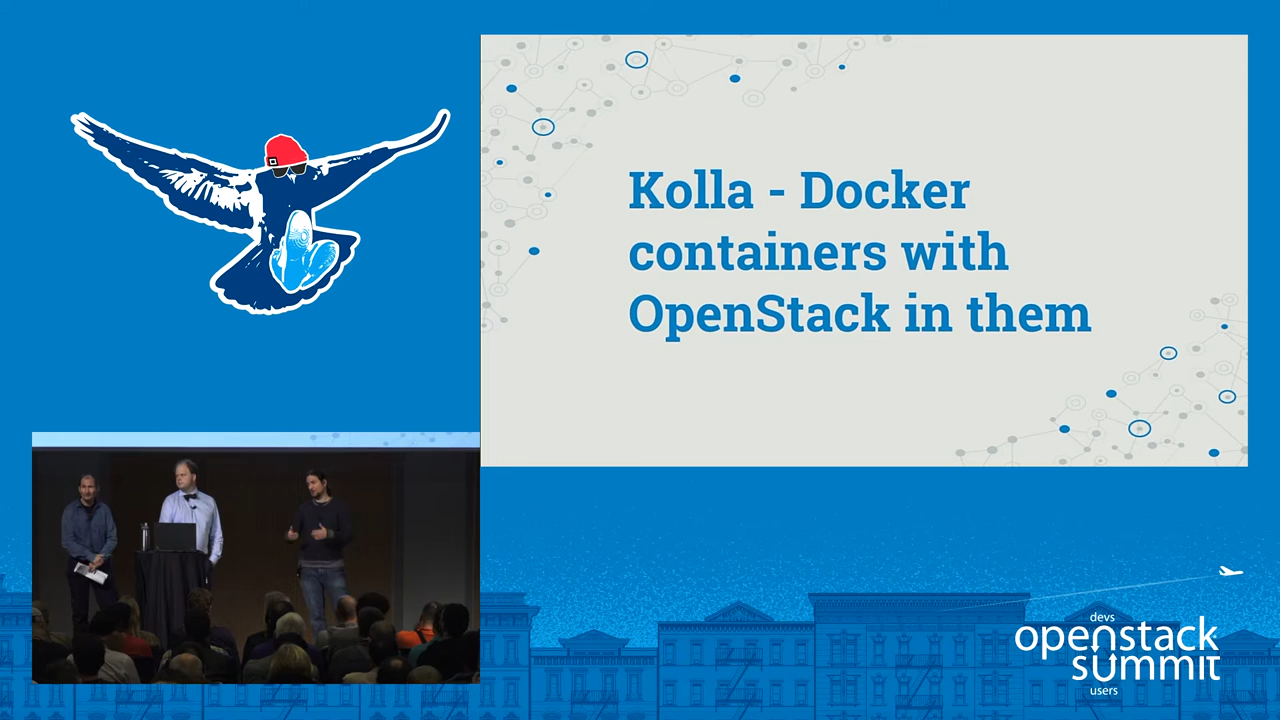 Kolla - Docker
containers with
OpenStack in them
devs
openstack
summit
users